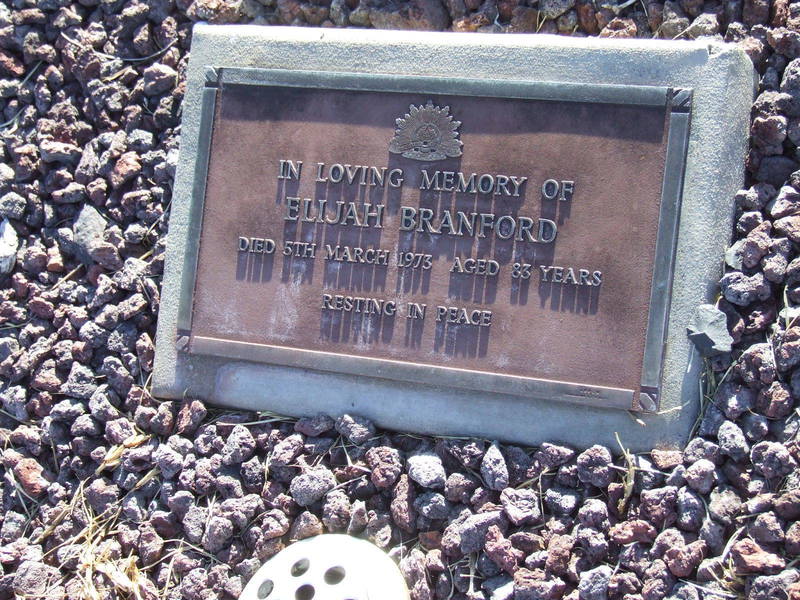 IN LOVING MEMORY OF
ELIJAH BRANFORD
DIED 5TH MARCH 1973 AGED 83 YEARS
RESTING IN PEACE